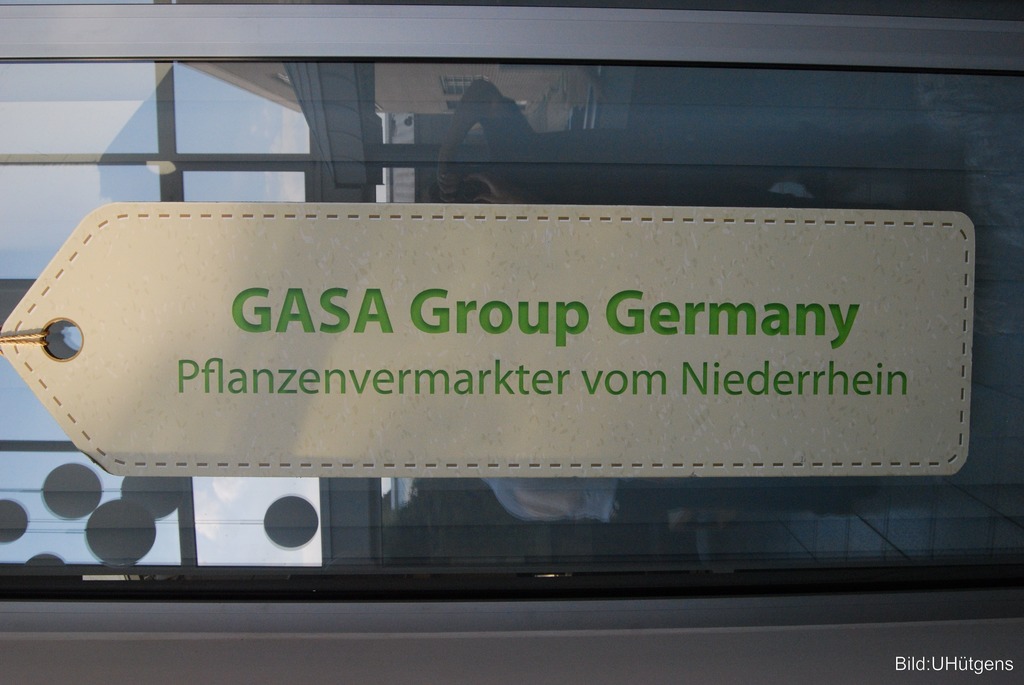 GASA Group Germany
Pflanzenvermarkter vom Niederrhein
Bild:UHütgens